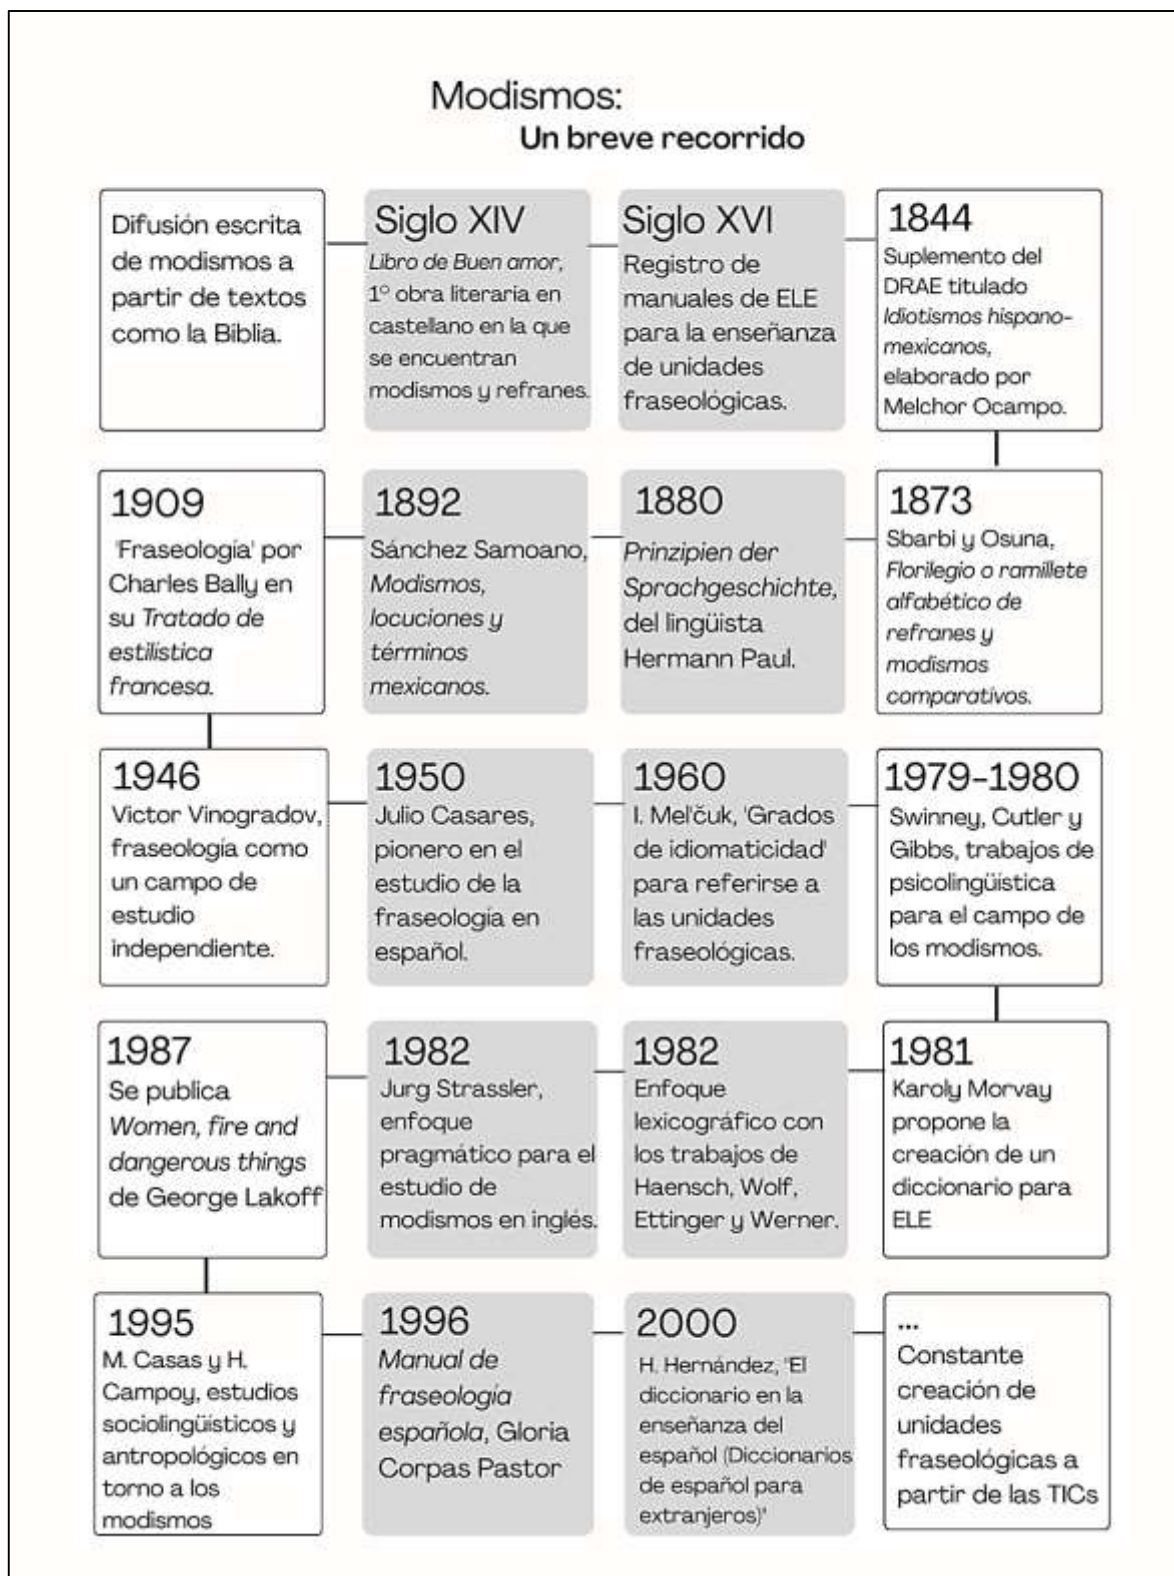 Modismos:
Un breve recorrido
Difusión escrita
de modismos a
partir de textos
como la Biblia.
Siglo XIV
Libro de Buen amor,
1° obra literaria en
castellano en la que
se encuentran
modismos y refranes.
Siglo XVI
Registro de
manuales de ELE
para la enseñanza
de unidades
fraseológicas.
1844
Suplemento del
DRAE titulado
Idiotismos hispano-
mexicanos,
elaborado por
Melchor Ocampo.
1909
'Fraseología' por
Charles Bally en
su Tratado de
estilistica
francesa.
1892
Sánchez Samoano,
Modismos,
locuciones y
términos
mexicanos.
1880
Prinzipien der
Sprachgeschichte,
del lingüista
Hermann Paul.
1873
Sbarbi y Osuna,
Florilegio o ramillete
alfabético de
refranes y
modismos
comparativos.
1946
Victor Vinogradov,
fraseología como
un campo de
estudio
independiente.
1950
Julio Casares,
pionero en el
estudio de la
fraseología en
español.
1960
I. Mel'čuk, 'Grados
de idiomaticidad'
para referirse a
las unidades
fraseológicas.
1979-1980
Swinney, Cutler y
Gibbs, trabajos de
psicolingüística
para el campo de
los modismos.
1987
Se publica
Women, fire and
dangerous things
de George Lakoff
1982
Jurg Strassler,
enfoque
pragmático para el
estudio de
modismos en inglés.
1982
Enfoque
lexicográfico con
los trabajos de
Haensch, Wolf,
Ettinger y Werner.
1981
Karoly Morvay
propone la
creación de un
diccionario para
ELE
1995
M. Casas y H.
Campoy, estudios
sociolingüísticos y
antropológicos en
torno a los
modismos
1996
Manual de
fraseología
española, Gloria
Corpas Pastor
2000
H. Hernández, 'El
diccionario en la
enseñanza del
español (Diccionarios
de español para
extranjeros)'
...
Constante
creación de
unidades
fraseológicas a
partir de las TICs